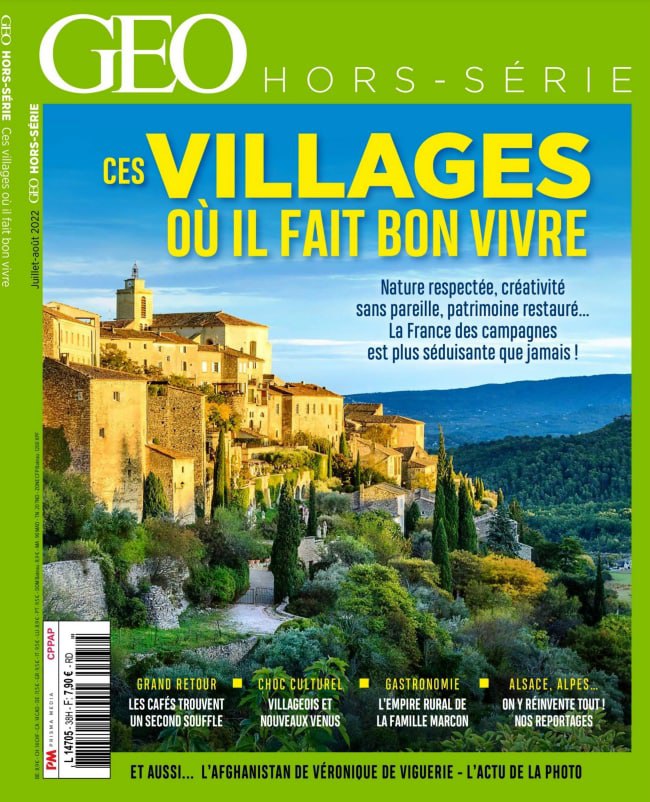 GEO HORS-SÉRIE
CES VILLAGES
OÙ IL FAIT BON VIVRE
Nature respectée, créativité
sans pareille, patrimoine restauré...
La France des campagnes
est plus séduisante que jamais !
GRAND RETOUR
LES CAFÉS TROUVENT
UN SECOND SOUFFLE
CHOC CULTUREL
VILLAGEOIS ET
NOUVEAUX VENUS
GASTRONOMIE
L'EMPIRE RURAL DE
LA FAMILLE MARCON
ALSACE, ALPES...
ON Y RÉINVENTE TOUT !
NOS REPORTAGES
ET AUSSI... L'AFGHANISTAN DE VÉRONIQUE DE VIGUERIE - L'ACTU DE LA PHOTO
GEO HORS-SÉRIE Ces villages où il fait bon vivre
Juillet-août 2022 GEO HORS-SÉRIE
CPPAP
PM PRISMA MEDIA
L 14705 - 38H - F: 7,90 € - RD